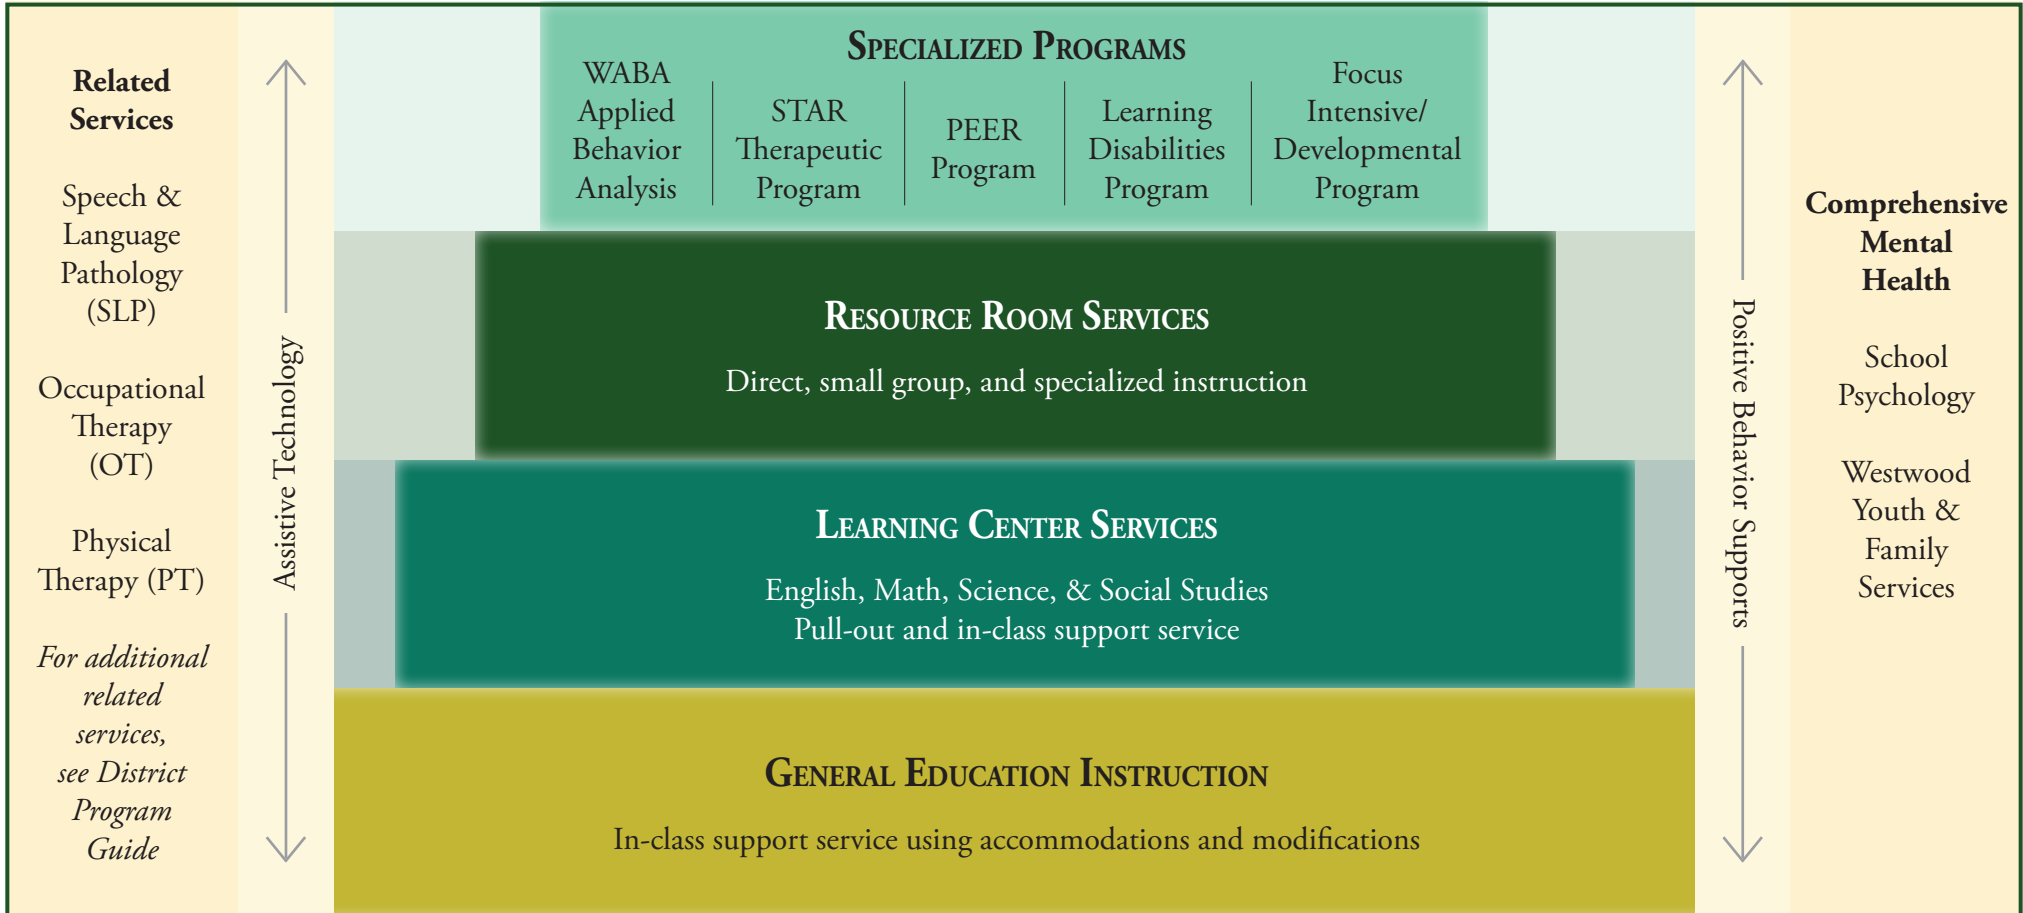 Related
Services
Speech &
Language
Pathology
(SLP)
Occupational
Therapy
(OT)
Physical
Therapy (PT)
For additional
related
services,
see District
Program
Guide
Assistive Technology
SPECIALIZED PROGRAMS
WABA
Applied
Behavior
Analysis
STAR
Therapeutic
Program
PEER
Program
Learning
Disabilities
Program
Focus
Intensive/
Developmental
Program
RESOURCE ROOM SERVICES
Direct, small group, and specialized instruction
LEARNING CENTER SERVICES
English, Math, Science, & Social Studies
Pull-out and in-class support service
GENERAL EDUCATION INSTRUCTION
In-class support service using accommodations and modifications
Positive Behavior Supports
Comprehensive
Mental
Health
School
Psychology
Westwood
Youth &
Family
Services